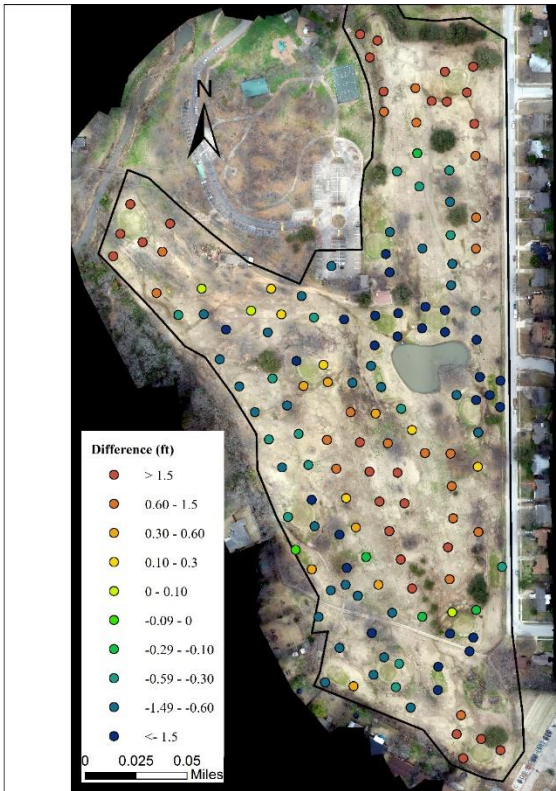 N
Difference (ft)
> 1.5
0.60 - 1.5
0.30 - 0.60
0.10 - 0.3
0 - 0.10
-0.09 - 0
-0.29 - -0.10
-0.59 - -0.30
-1.49 - -0.60
<- 1.5
0 0.025 0.05
Miles